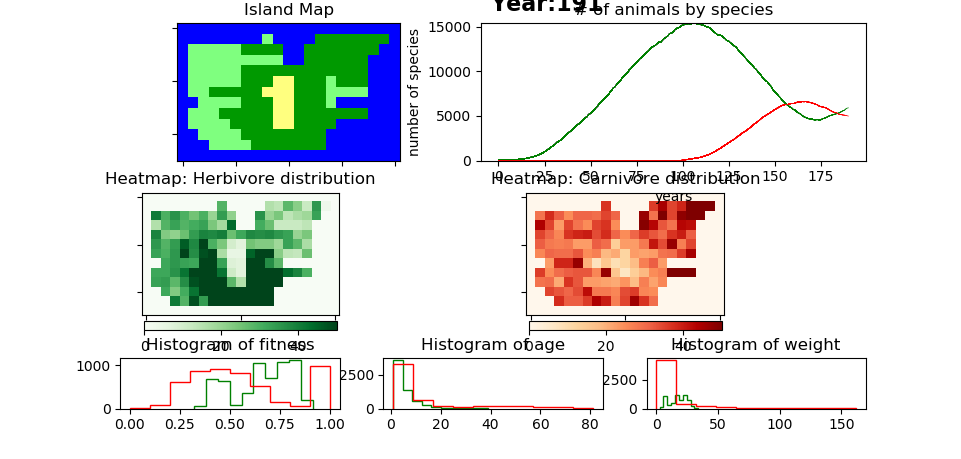 Year:191
Island Map
# of animals by species
number of species
15000
10000
5000
0
0 25 50 75 100 125 150 175
years
Heatmap: Herbivore distribution
Heatmap: Carnivore distribution
0 20 40
0 20 40
Histogram of fitness
Histogram of age
Histogram of weight
1000
0
0.00 0.25 0.50 0.75 1.00
2500
0
0 20 40 60 80
2500
0
0 50 100 150